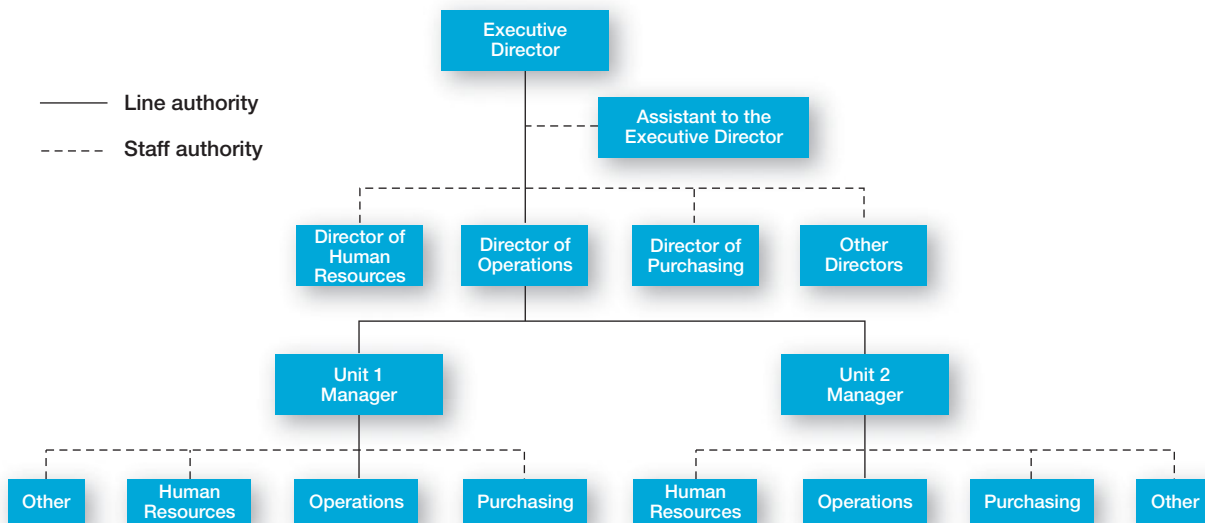 Executive
Director
Line authority
Assistant to the
Executive Director
Staff authority
Director of
Human
Resources
Director of
Operations
Director of
Purchasing
Other
Directors
Unit 1
Manager
Unit 2
Manager
Other
Human
Resources
Operations
Purchasing
Human
Resources
Operations
Purchasing
Other